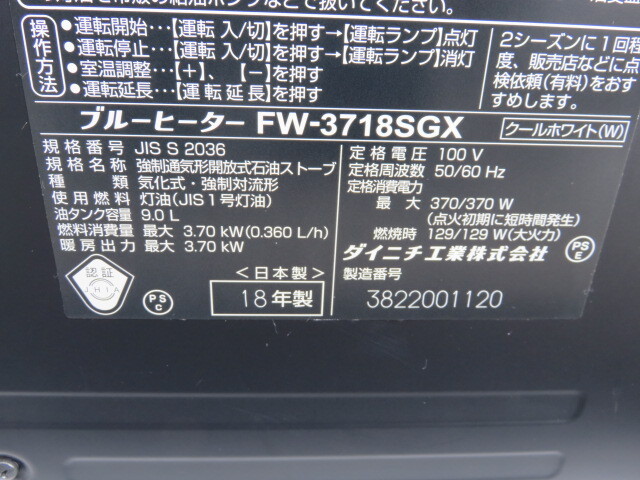 操作方法
●運転開始…【運転 入/切】を押す→【運転ランプ】点灯
●運転停止…【運転 入/切】を押す→【運転ランプ】消灯
●室温調整…【+】、【-】を押す
●運転延長…【運転延長】を押す
2シーズンに1回程
度、販売店などに点
検依頼(有料)をおす
すめします。
ブルーヒーター FW-3718SGX
クールホワイト(W)
規格番号 JIS S 2036
規格名称 強制通気形開放式石油ストーブ
種類 気化式・強制対流形
使用燃料 灯油(JIS1号灯油)
油タンク容量 9.0 L
燃料消費量 最大 3.70 kW(0.360 L/h)
暖房出力 最大 3.70 kW
定格電圧 100 V
定格周波数 50/60 Hz
定格消費電力
最大 370/370 W
(点火初期に短時間発生)
燃焼時 129/129 W(大火力)
ダイニチ工業株式会社
PSE
認証
JHIA
PSC
<日本製>
18年製
製造番号
3822001120